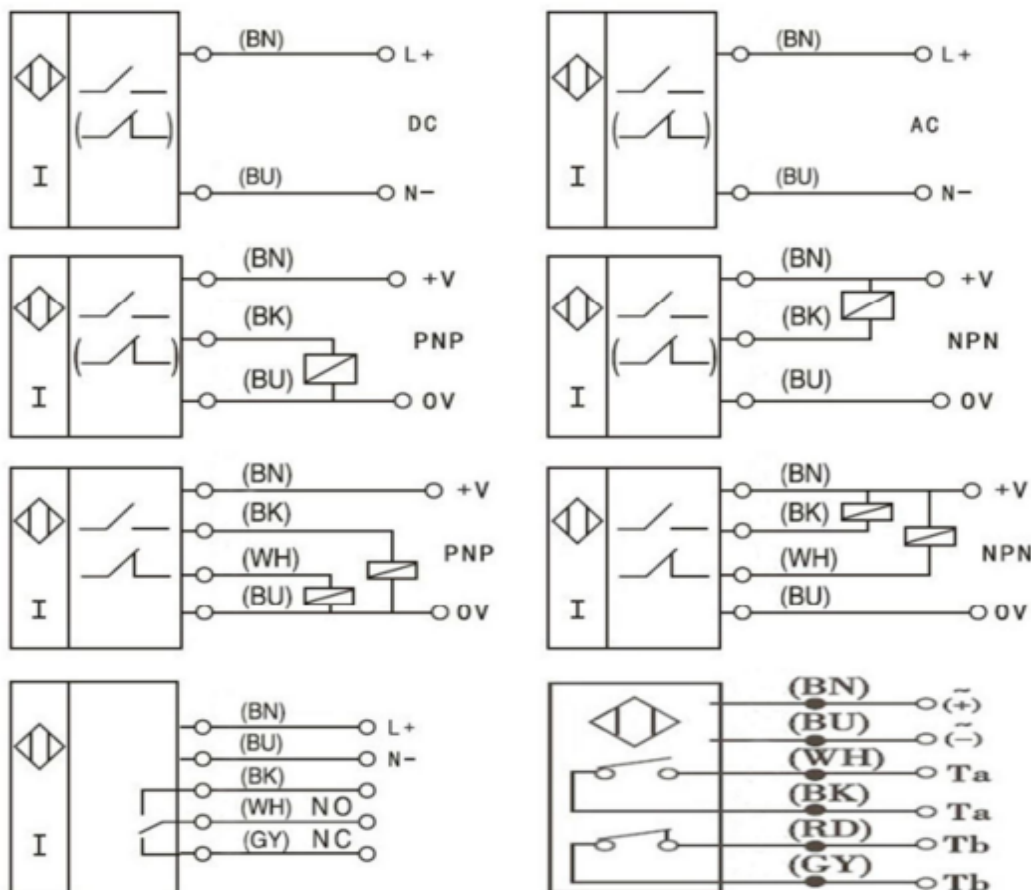 (BN) L+
DC
I
(BU) N-
(BN) L+
AC
I
(BU) N-
(BN) +V
(BK) PNP
I
(BU) 0V
(BN) +V
(BK) NPN
I
(BU) 0V
(BN) +V
(BK)
PNP
(WH)
I
(BU) 0V
(BN) +V
(BK)
NPN
(WH)
I
(BU) 0V
(BN) L+
(BU) N-
(BK)
(WH) NO
I
(GY) NC
(BN) ~(+)
(BU) ~(-)
(WH) Ta
(BK) Ta
(RD) Tb
(GY) Tb